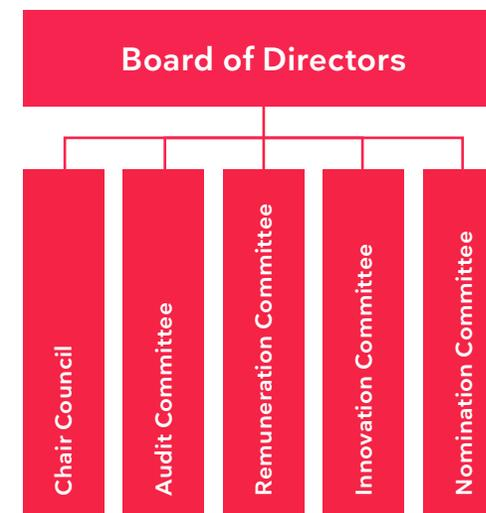 Board of Directors
Chair Council
Audit Committee
Remuneration Committee
Innovation Committee
Nomination Committee